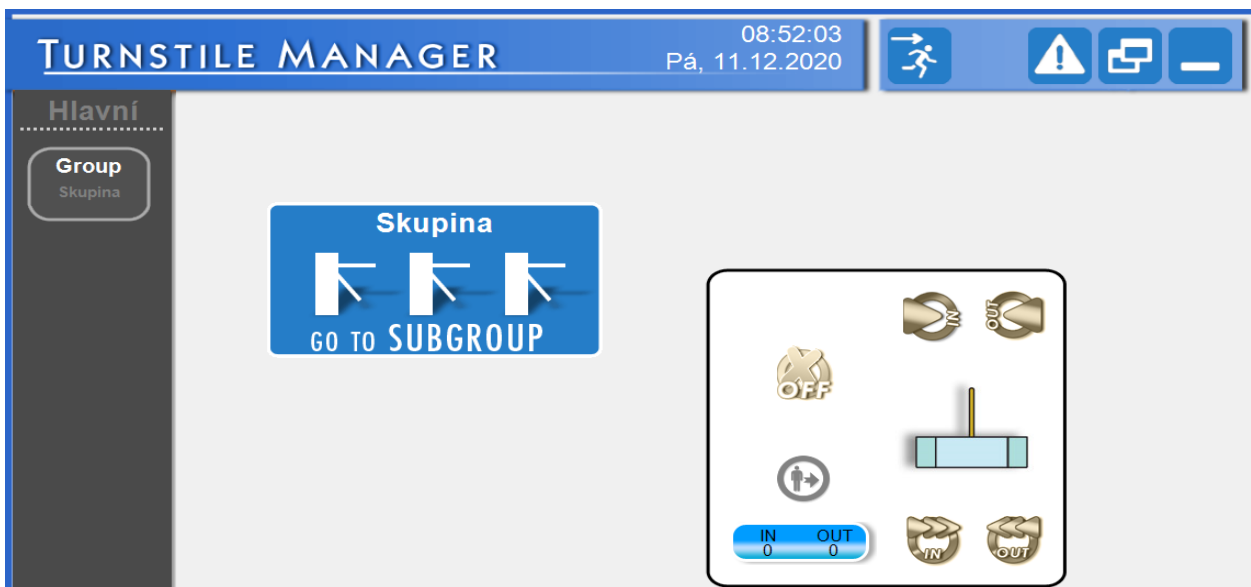 TURNSTILE MANAGER
08:52:03
Pá, 11.12.2020
Hlavní
Group
Skupina
Skupina
GO TO SUBGROUP
IN
OUT
OFF
IN OUT
0 0
IN
OUT